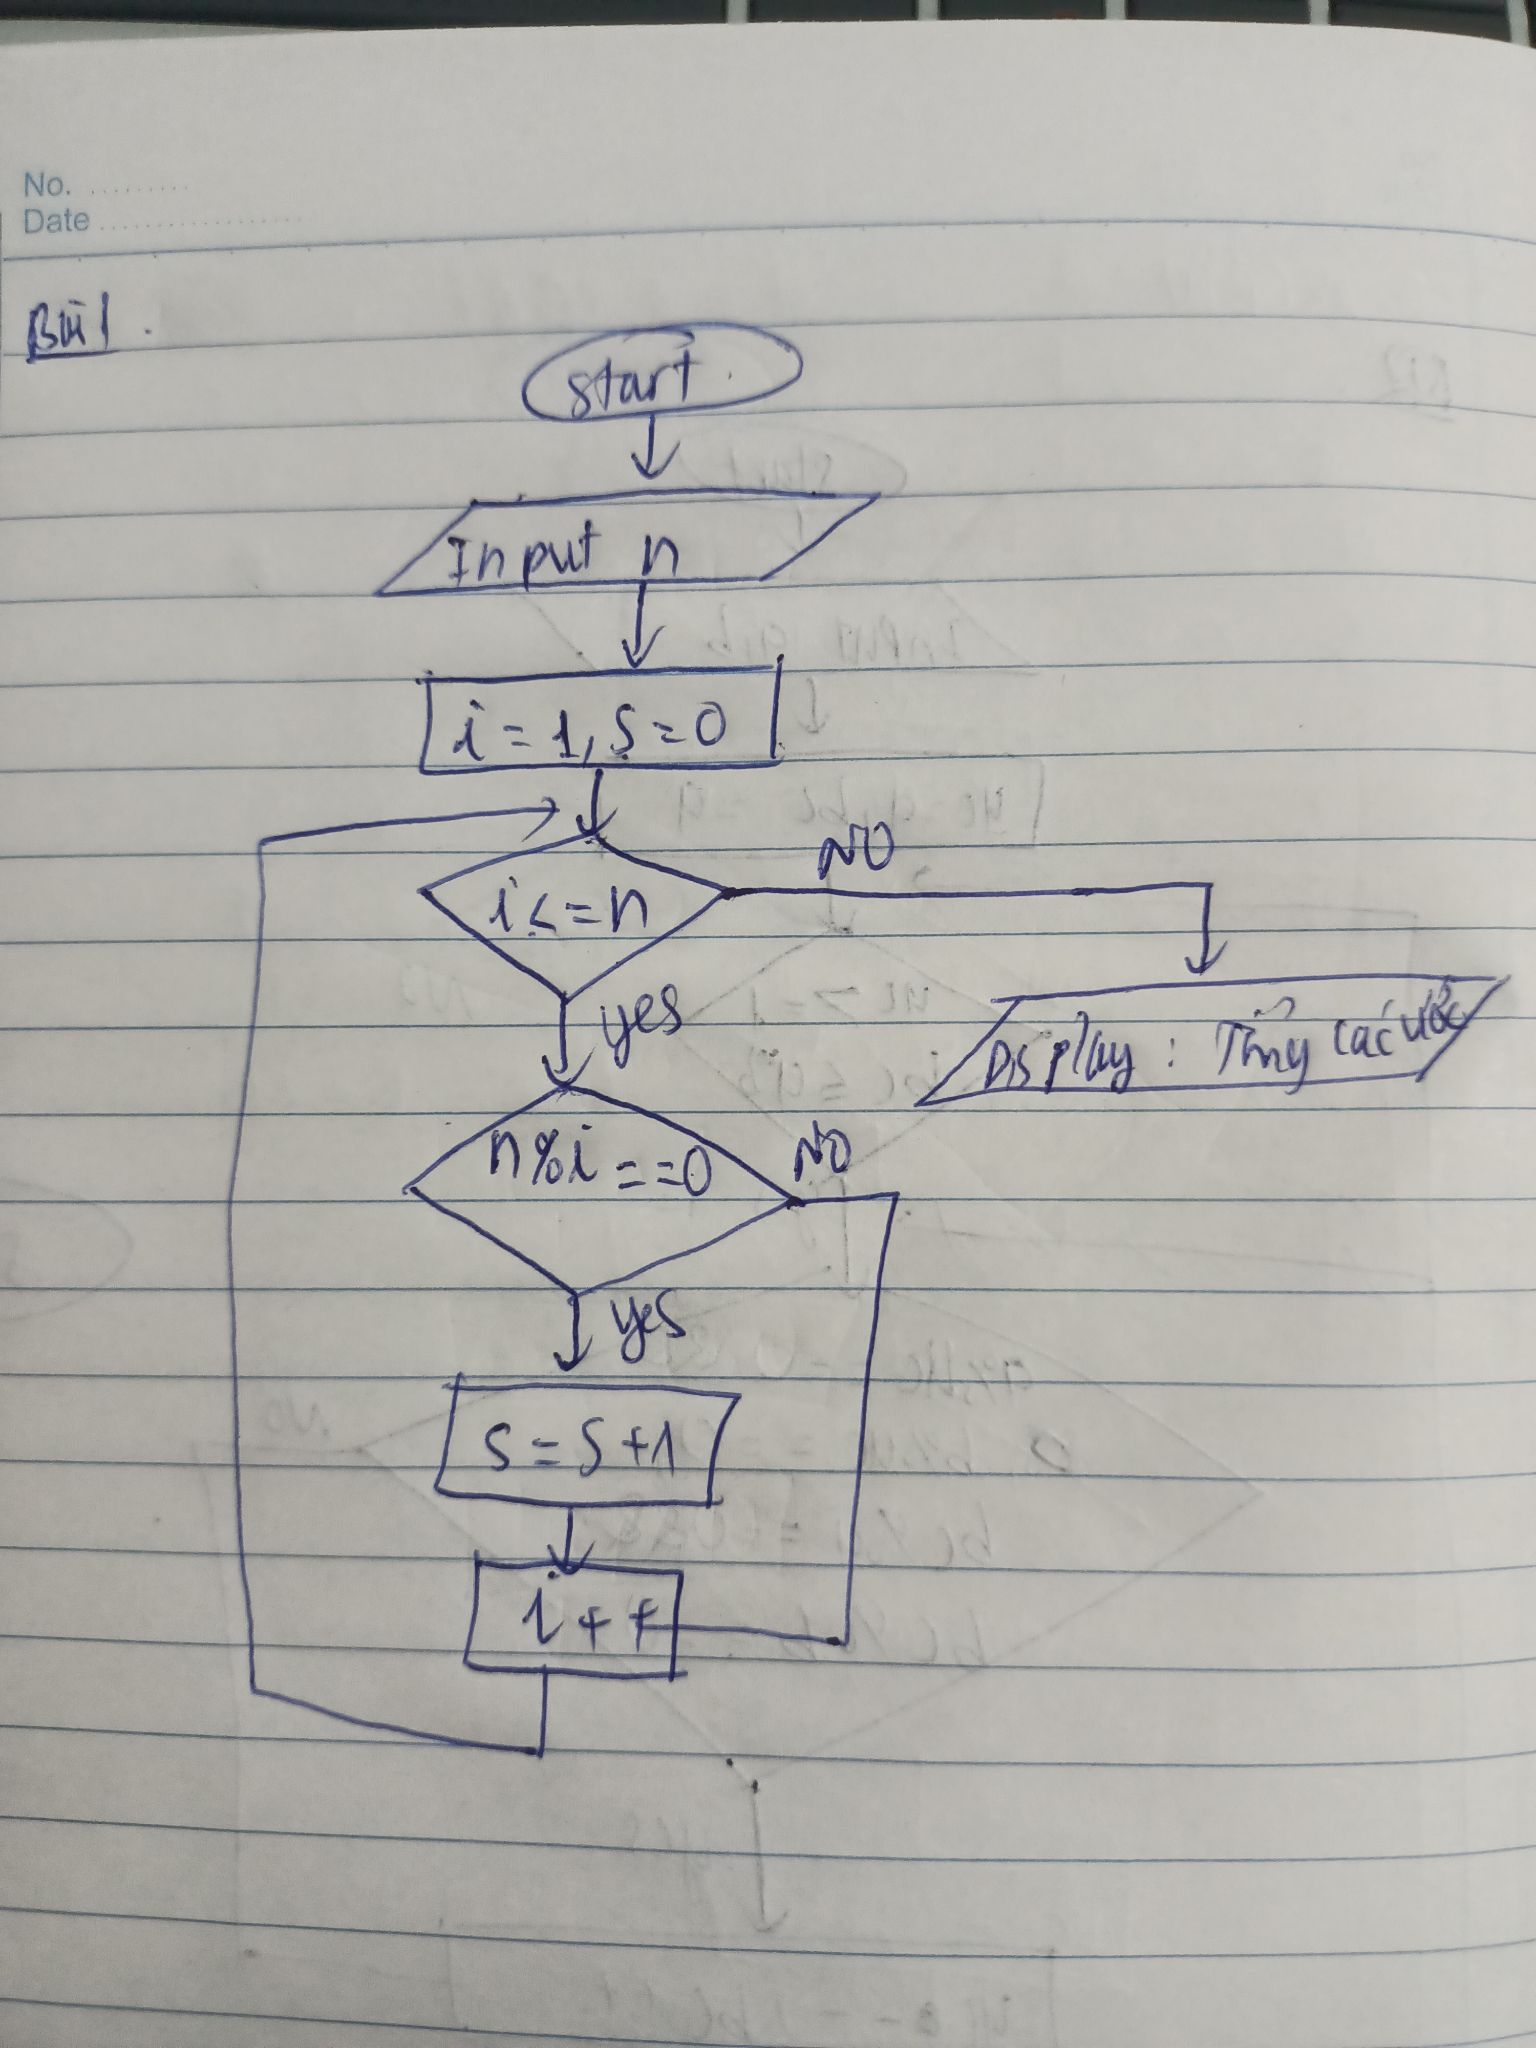 No.
Date
Bài 1.
start
Input n
i = 1, S = 0
i <= n
NO
yes
Display: Tổng các ước
n%i == 0
NO
yes
S = S + 1
i++